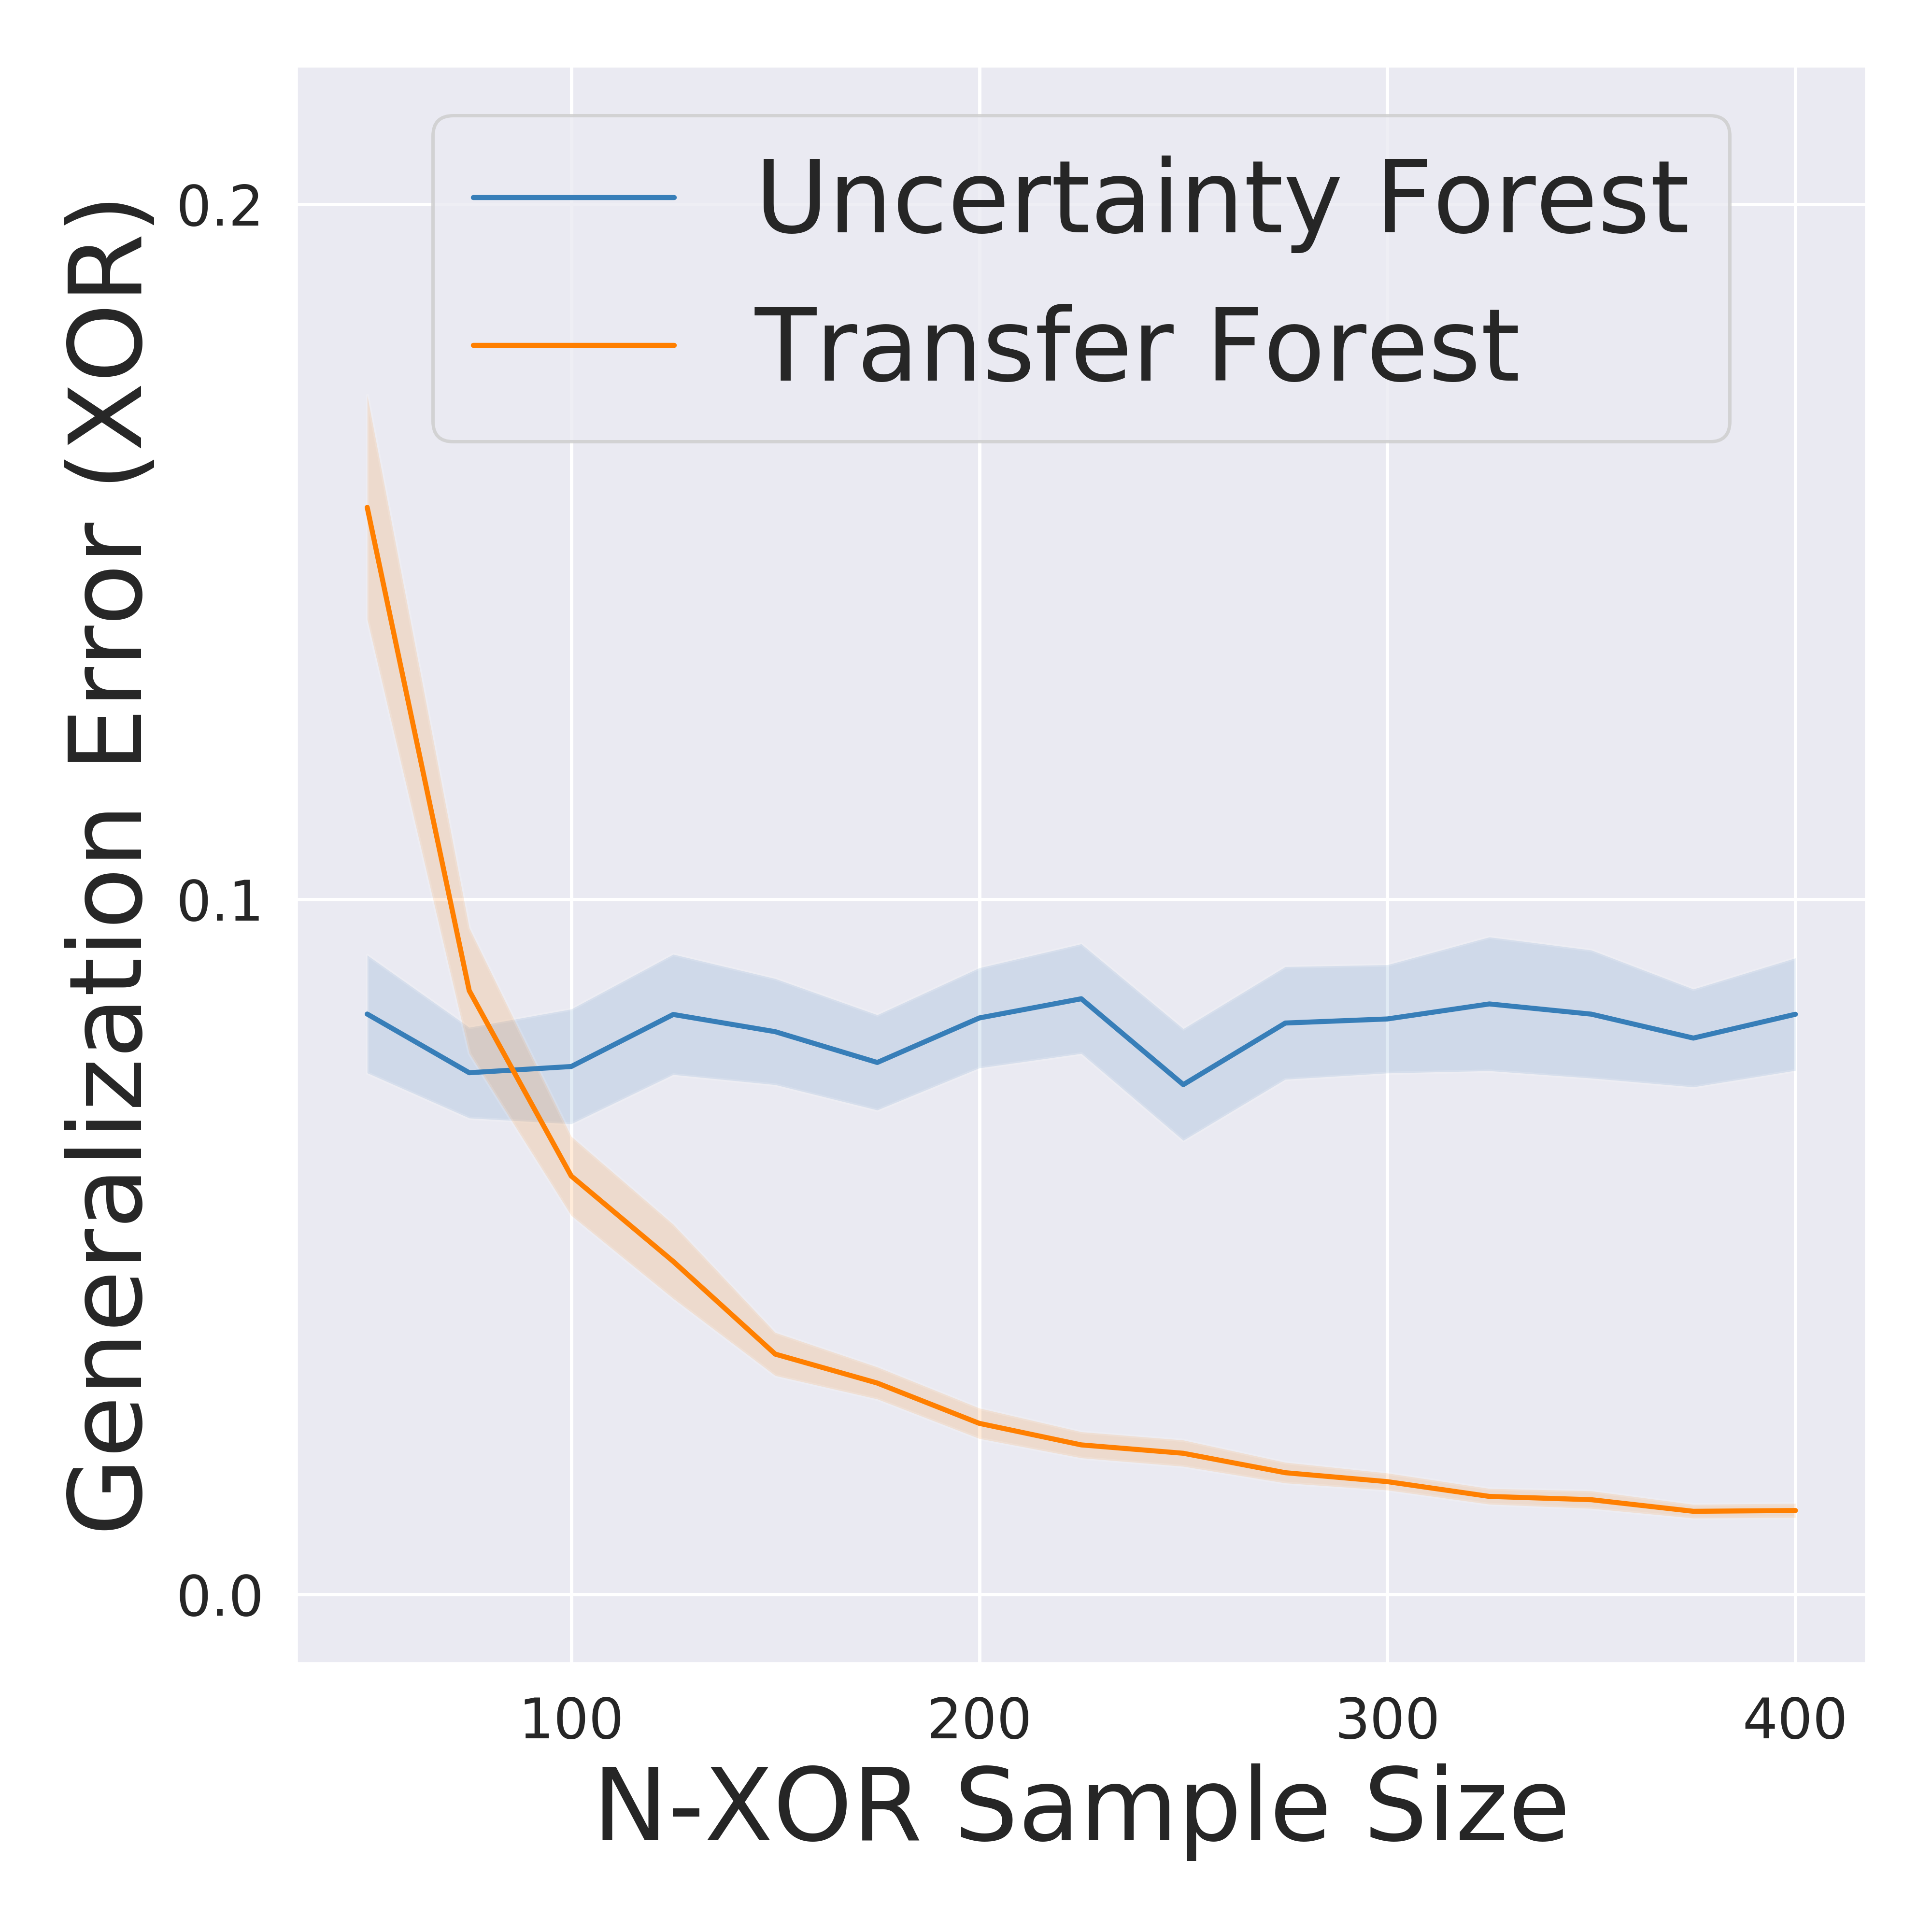 Generalization Error (XOR)
0.2
0.1
0.0
Uncertainty Forest
Transfer Forest
100 200 300 400
N-XOR Sample Size